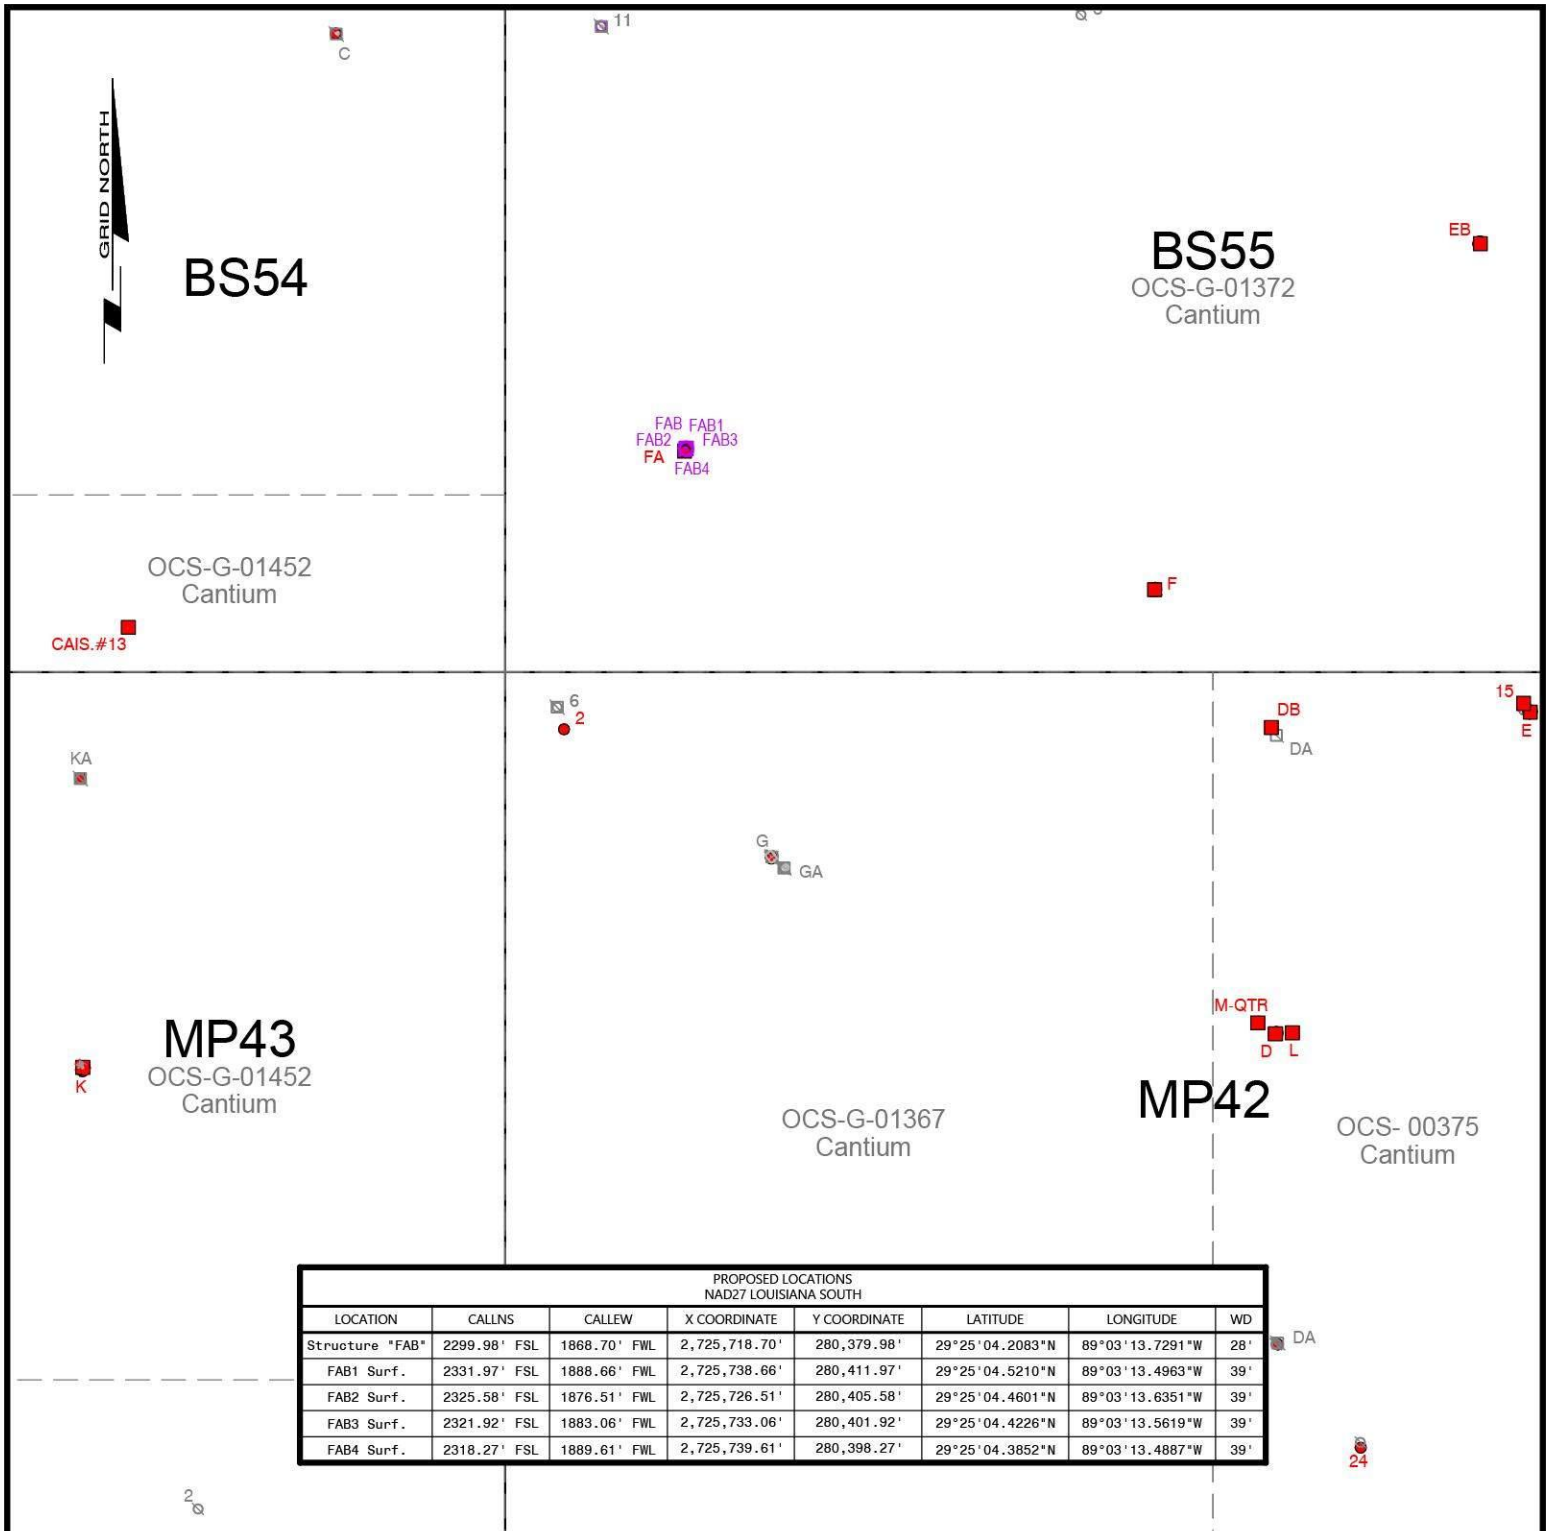 C
11
GRID NORTH
BS54
BS55
OCS-G-01372
Cantium
EB
FAB FAB1
FAB2 FAB3
FA
FAB4
OCS-G-01452
Cantium
F
CAIS.#13
6
2
15
E
DB
DA
KA
G
GA
M-QTR
D L
MP43
OCS-G-01452
Cantium
K
MP42
OCS-G-01367
Cantium
OCS- 00375
Cantium
PROPOSED LOCATIONS
NAD27 LOUISIANA SOUTH
LOCATION CALLNS CALLEW X COORDINATE Y COORDINATE LATITUDE LONGITUDE WD
Structure "FAB" 2299.98' FSL 1868.70' FWL 2,725,718.70' 280,379.98' 29°25'04.2083"N 89°03'13.7291"W 28'
FAB1 Surf. 2331.97' FSL 1888.66' FWL 2,725,738.66' 280,411.97' 29°25'04.5210"N 89°03'13.4963"W 39'
FAB2 Surf. 2325.58' FSL 1876.51' FWL 2,725,726.51' 280,405.58' 29°25'04.4601"N 89°03'13.6351"W 39'
FAB3 Surf. 2321.92' FSL 1883.06' FWL 2,725,733.06' 280,401.92' 29°25'04.4226"N 89°03'13.5619"W 39'
FAB4 Surf. 2318.27' FSL 1889.61' FWL 2,725,739.61' 280,398.27' 29°25'04.3852"N 89°03'13.4887"W 39'
DA
24
2